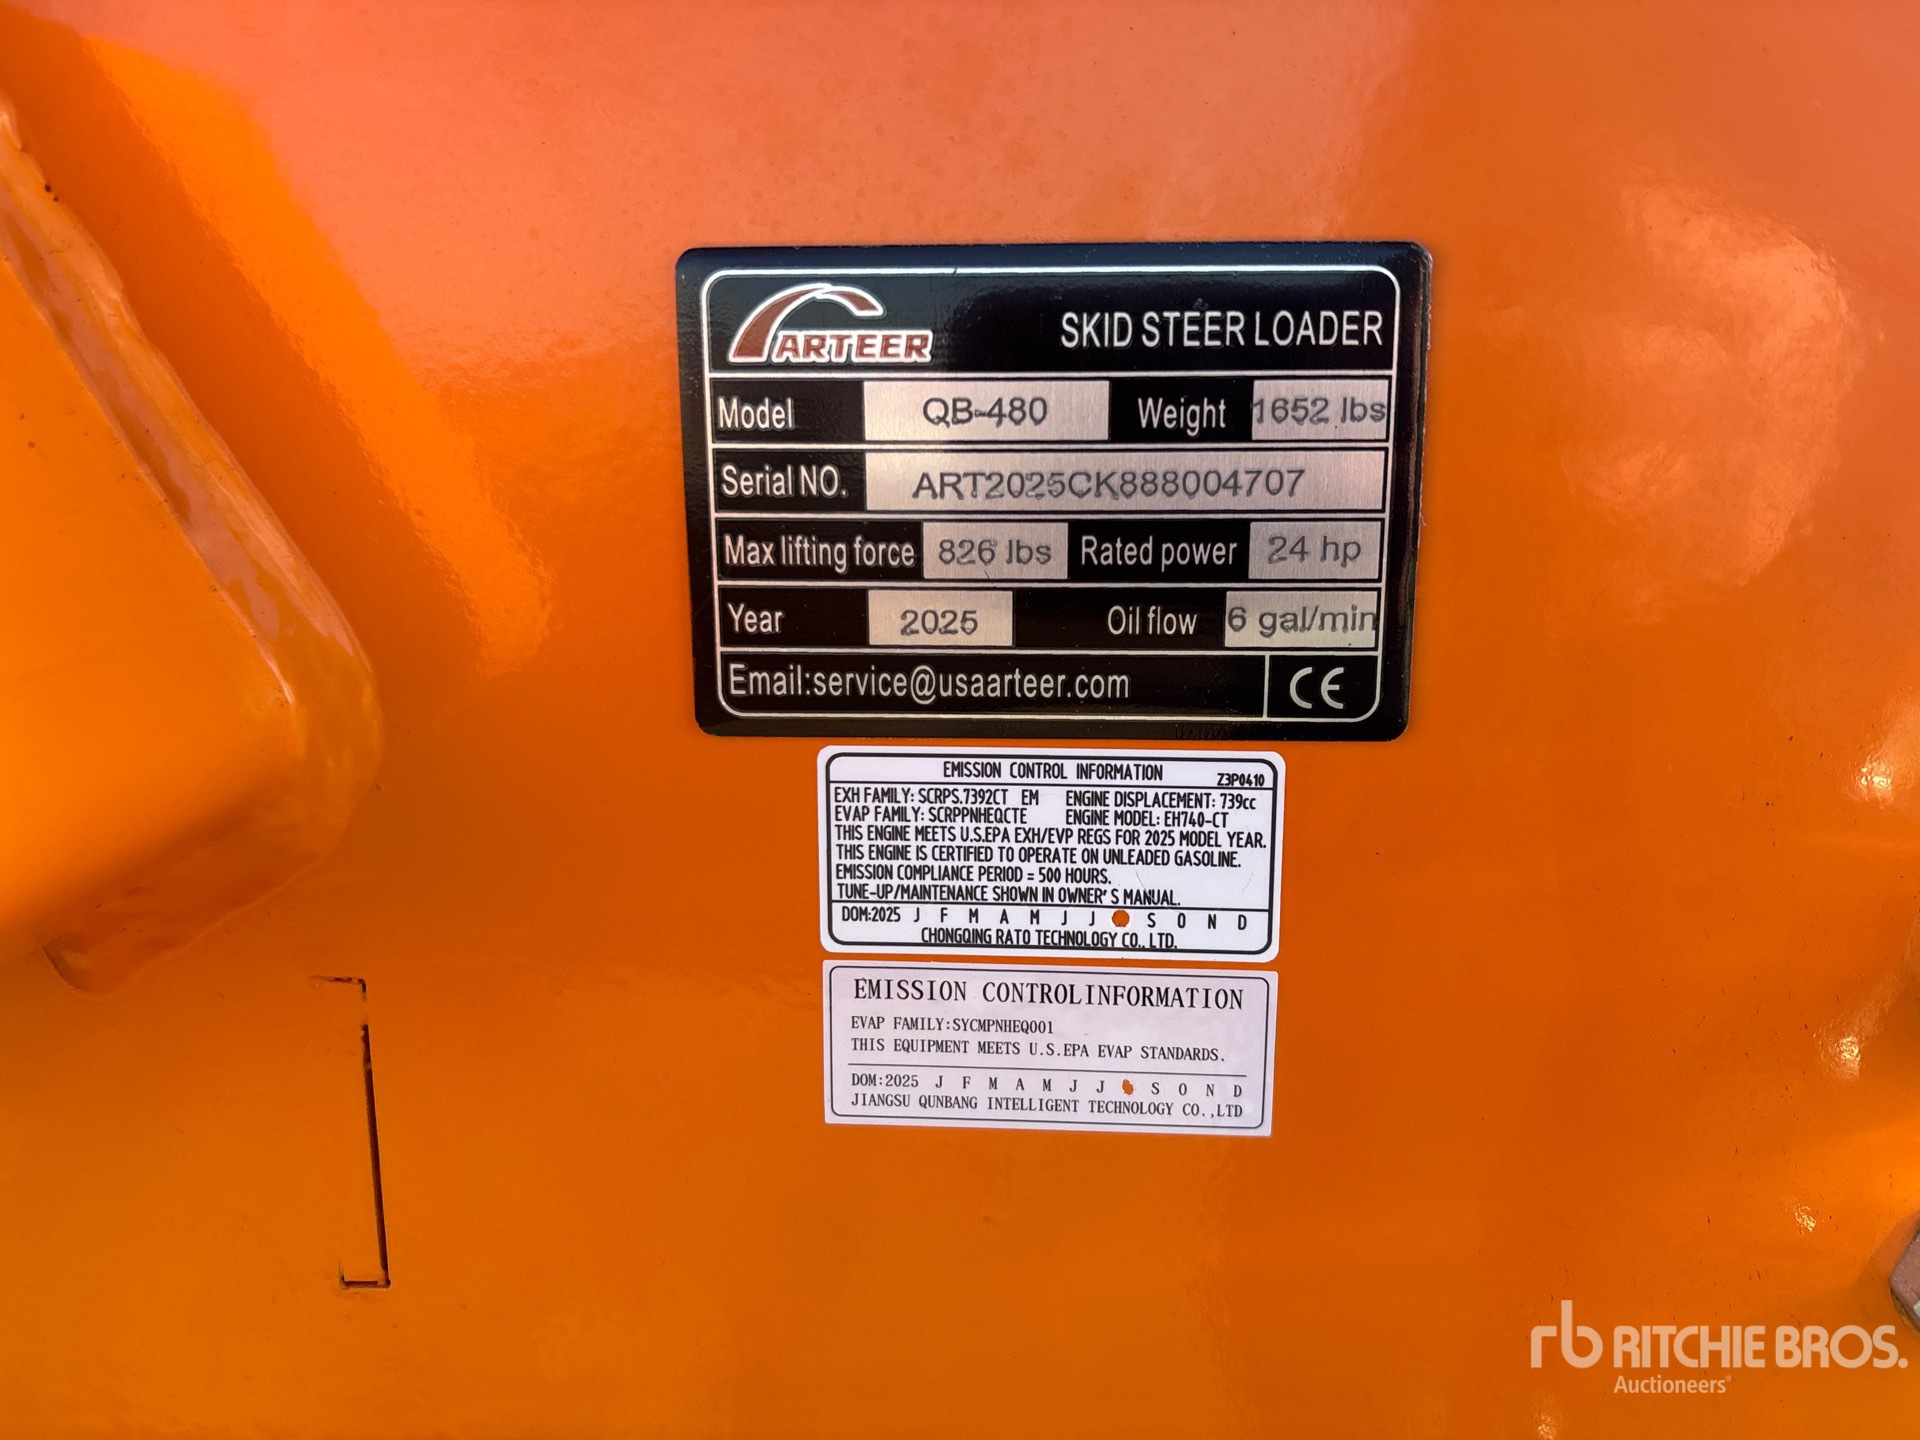 ARTEER SKID STEER LOADER
Model QB-480 Weight 1652 lbs
Serial NO. ART2025CK888004707
Max lifting force 826 lbs Rated power 24 hp
Year 2025 Oil flow 6 gal/min
Email:service@usaarteer.com CE
EMISSION CONTROL INFORMATION Z3P0410
EXH FAMILY: SCRPS.7392CT EM ENGINE DISPLACEMENT: 739cc
EVAP FAMILY: SCRPPNHEQCTE ENGINE MODEL: EH740-CT
THIS ENGINE MEETS U.S.EPA EXH/EVP REGS FOR 2025 MODEL YEAR.
THIS ENGINE IS CERTIFIED TO OPERATE ON UNLEADED GASOLINE.
EMISSION COMPLIANCE PERIOD = 500 HOURS.
TUNE-UP/MAINTENANCE SHOWN IN OWNER'S MANUAL.
DOM:2025 J F M A M J J S O N D
CHONGQING RATO TECHNOLOGY CO., LTD.
EMISSION CONTROLINFORMATION
EVAP FAMILY:SYCMPNHEQ001
THIS EQUIPMENT MEETS U.S.EPA EVAP STANDARDS.
DOM:2025 J F M A M J J S O N D
JIANGSU QUNBANG INTELLIGENT TECHNOLOGY CO.,LTD
rb RITCHIE BROS.
Auctioneers